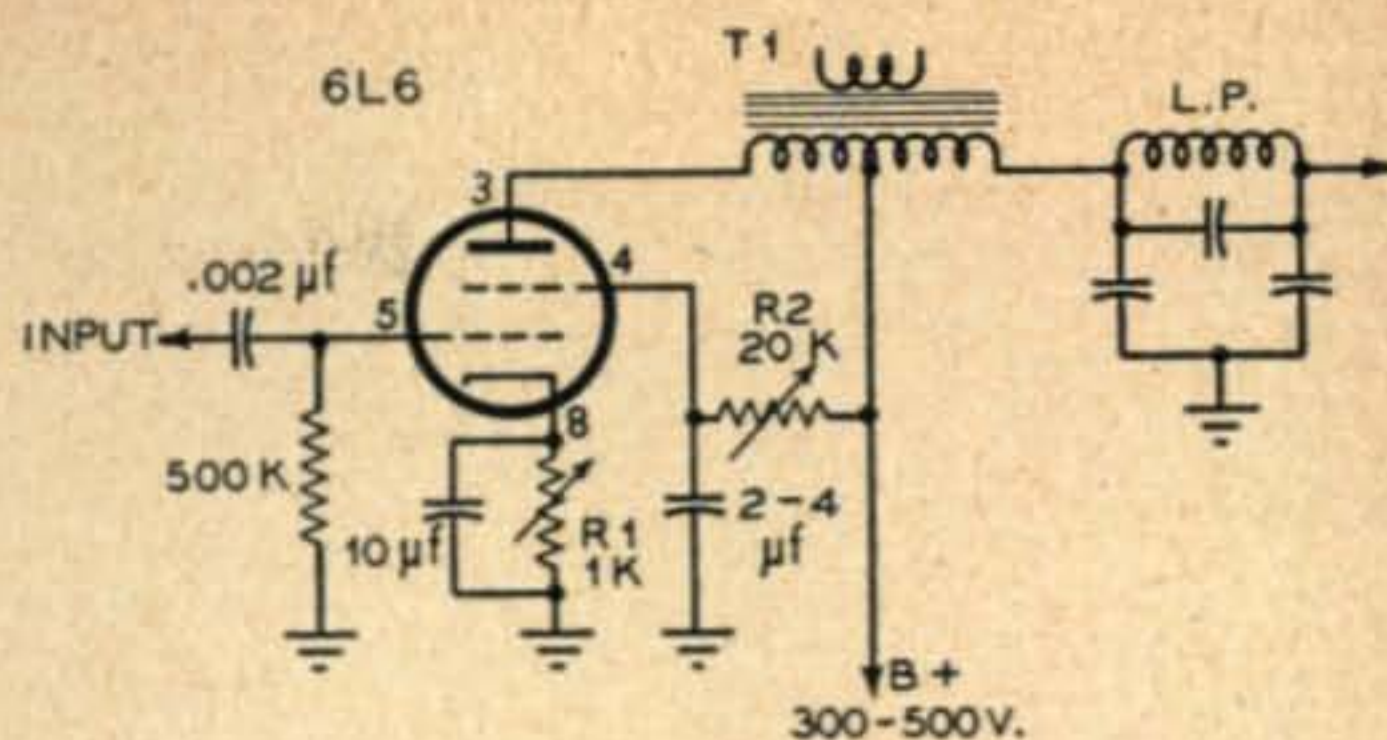 T1
6L6
L.P.
3
4
.002 µf
5
INPUT
R2
20 K
8
500 K
10 µf
R1
1K
2-4
µf
B +
300-500V.